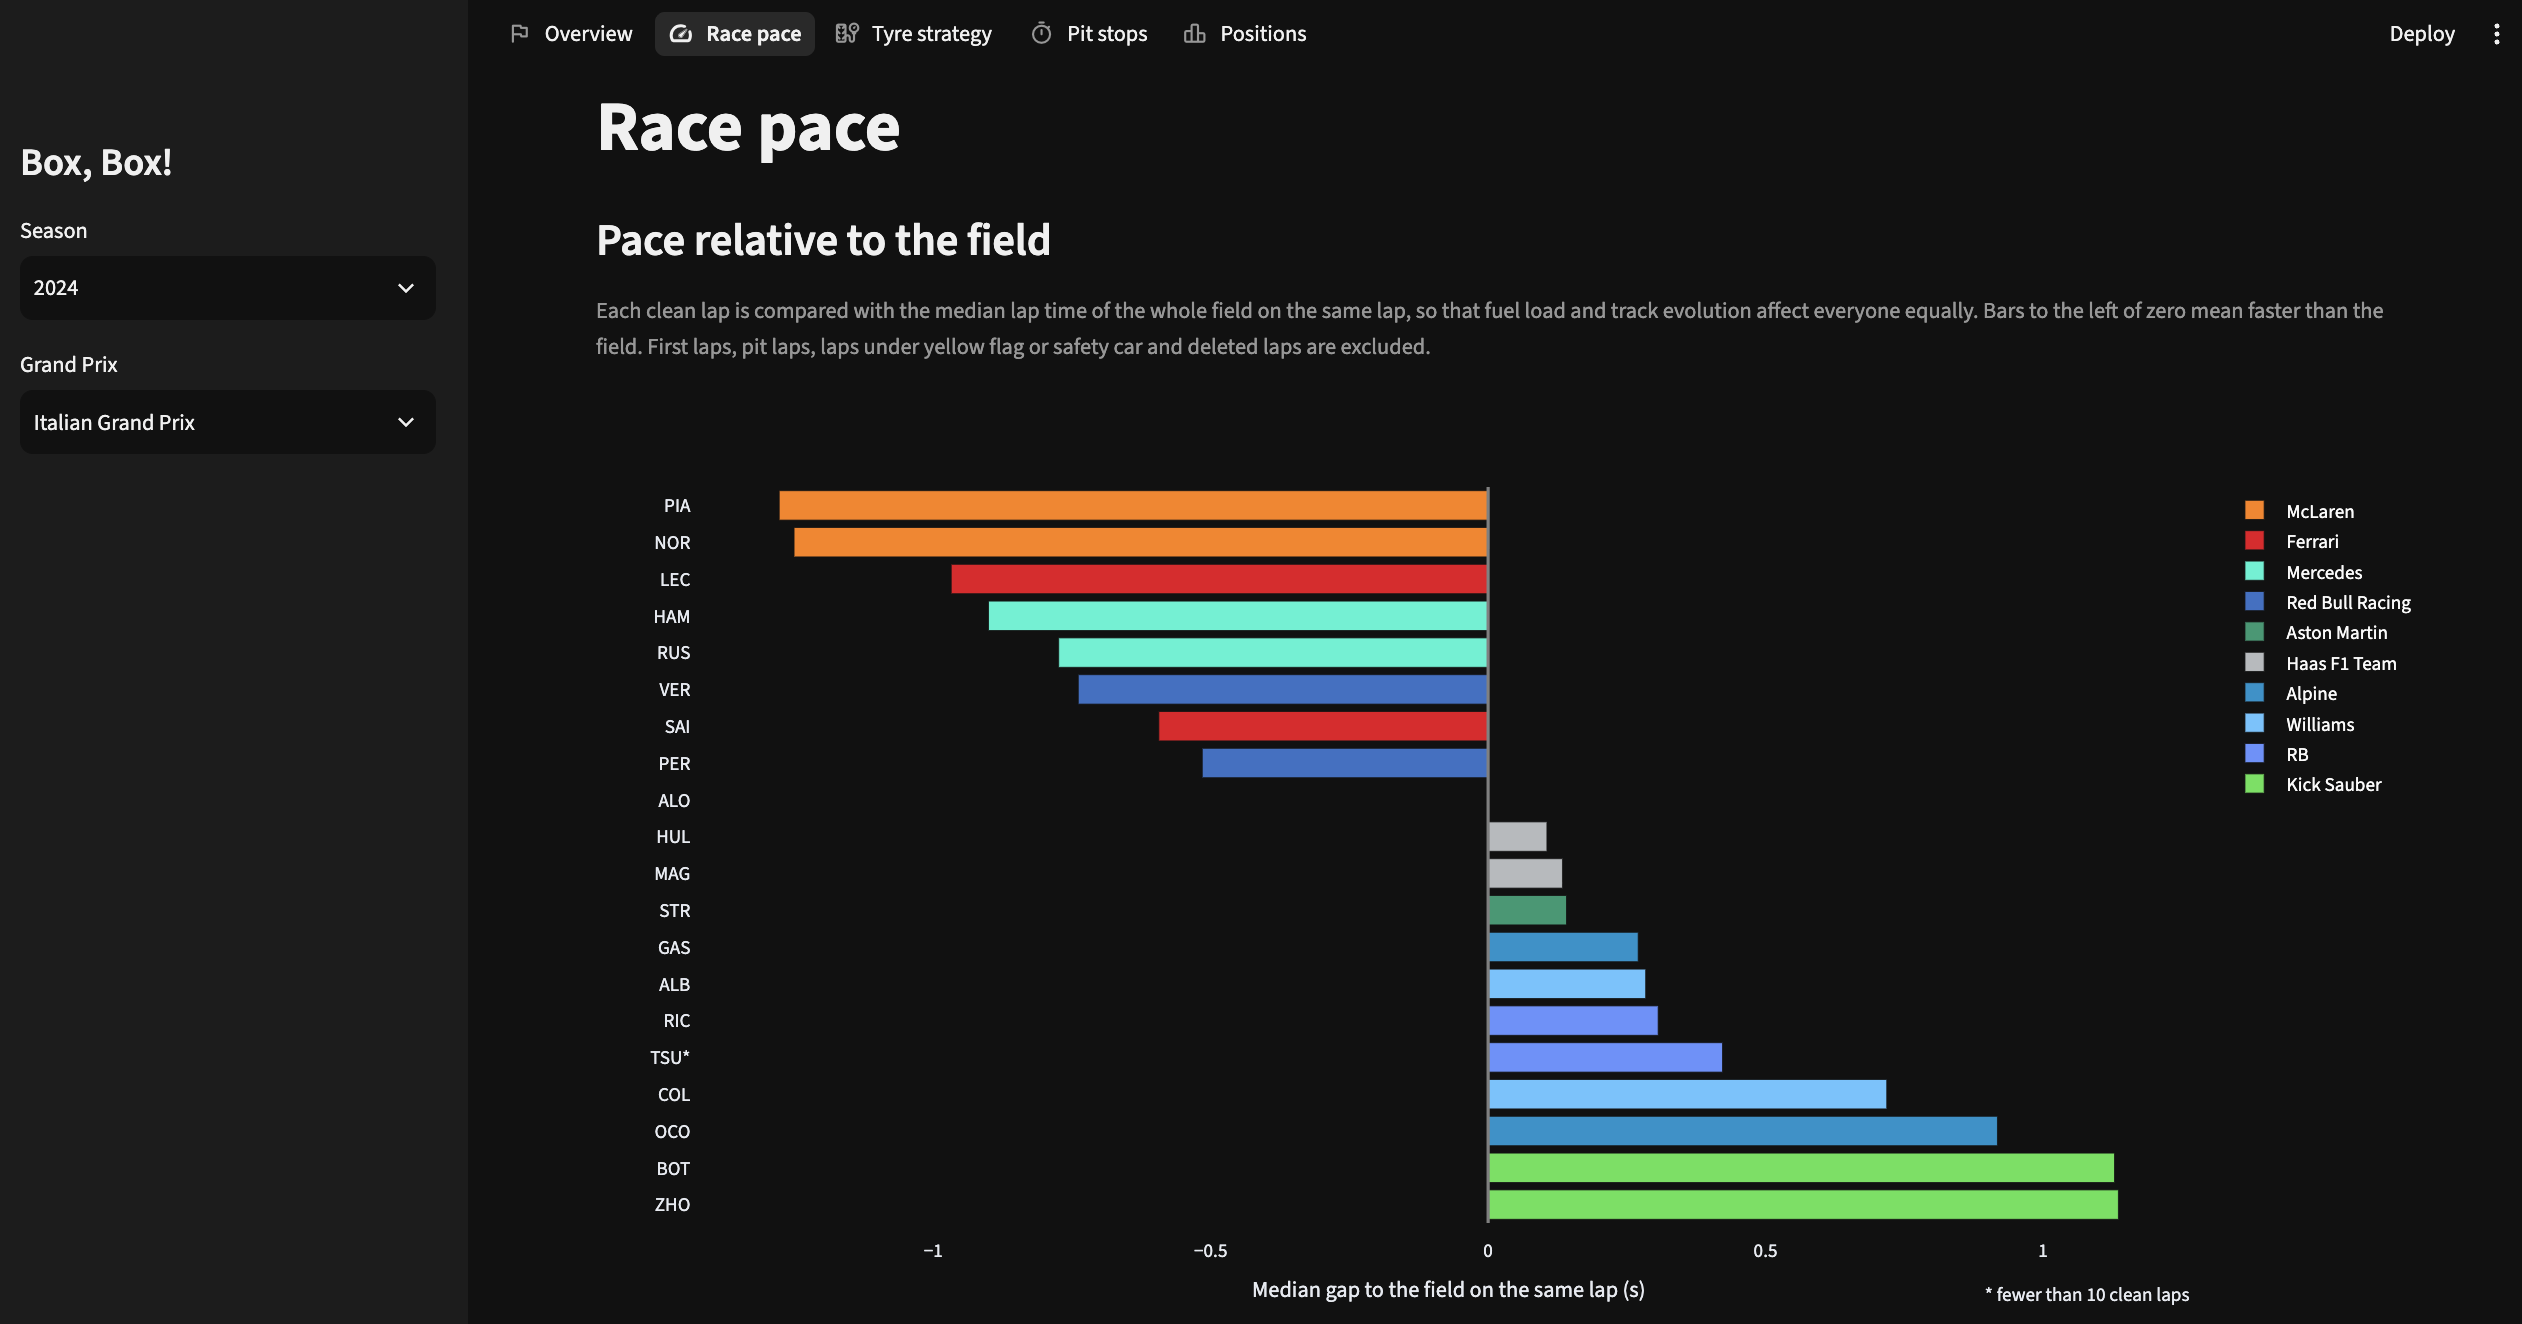 Overview
Race pace
Tyre strategy
Pit stops
Positions
Deploy
Box, Box!
Season
2024
Grand Prix
Italian Grand Prix
Race pace
Pace relative to the field
Each clean lap is compared with the median lap time of the whole field on the same lap, so that fuel load and track evolution affect everyone equally. Bars to the left of zero mean faster than the
field. First laps, pit laps, laps under yellow flag or safety car and deleted laps are excluded.
PIA
NOR
LEC
HAM
RUS
VER
SAI
PER
ALO
HUL
MAG
STR
GAS
ALB
RIC
TSU*
COL
OCO
BOT
ZHO
−1
−0.5
0
0.5
1
Median gap to the field on the same lap (s)
* fewer than 10 clean laps
McLaren
Ferrari
Mercedes
Red Bull Racing
Aston Martin
Haas F1 Team
Alpine
Williams
RB
Kick Sauber